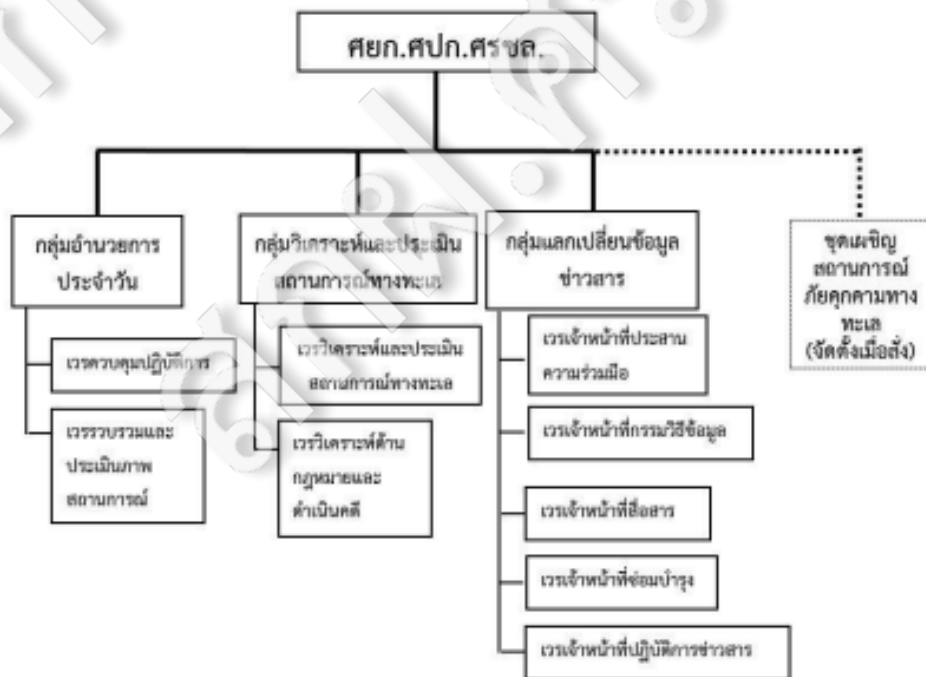 ศยก.ศปก.ศรชล.
กลุ่มอำนวยการ
ประจำวัน
เวรควบคุมปฏิบัติการ
เวรรวบรวมและ
ประเมินภาพ
สถานการณ์
กลุ่มวิเคราะห์และประเมิน
สถานการณ์ทางทะเล
เวรวิเคราะห์และประเมิน
สถานการณ์ทางทะเล
เวรวิเคราะห์ด้าน
กฎหมายและ
ดำเนินคดี
กลุ่มแลกเปลี่ยนข้อมูล
ข่าวสาร
เวรเจ้าหน้าที่ประสาน
ความร่วมมือ
เวรเจ้าหน้าที่กรรมวิธีข้อมูล
เวรเจ้าหน้าที่สื่อสาร
เวรเจ้าหน้าที่ซ่อมบำรุง
เวรเจ้าหน้าที่ปฏิบัติการข่าวสาร
ชุดเผชิญ
สถานการณ์
ภัยคุกคามทาง
ทะเล
(จัดตั้งเมื่อสั่ง)